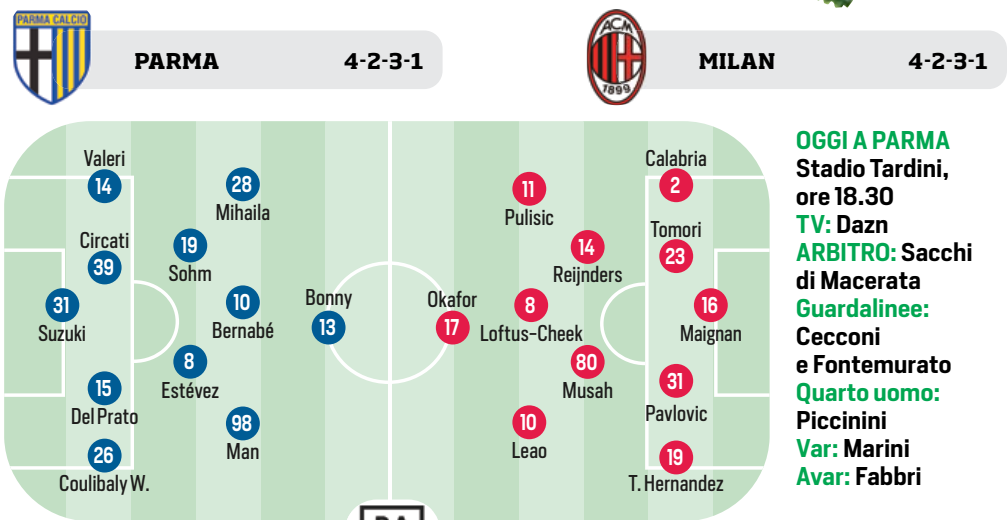 PARMA CALCIO
PARMA 4-2-3-1
ACM
1899
MILAN 4-2-3-1
Valeri
14
28
Mihaila
Circati
39
19
Sohm
31
Suzuki
10
Bernabé
Bonny
13
8
Estévez
15
Del Prato
98
Man
26
Coulibaly W.
Okafor
17
11
Pulisic
14
Reijnders
8
Loftus-Cheek
80
Musah
10
Leao
Calabria
2
Tomori
23
16
Maignan
31
Pavlovic
19
T. Hernandez
OGGI A PARMA
Stadio Tardini,
ore 18.30
TV: Dazn
ARBITRO: Sacchi
di Macerata
Guardalinee:
Cecconi
e Fontemurato
Quarto uomo:
Piccinini
Var: Marini
Avar: Fabbri